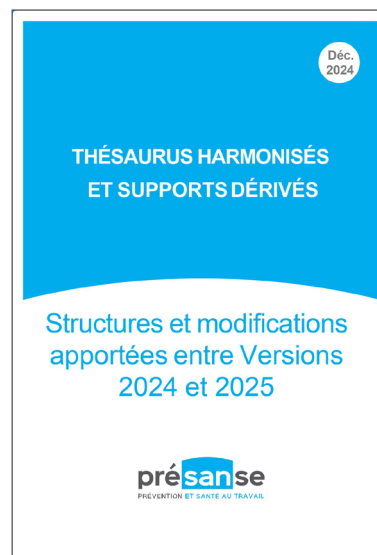 Déc.
2024
THÉSAURUS HARMONISÉS
ET SUPPORTS DÉRIVÉS
Structures et modifications
apportées entre Versions
2024 et 2025
présanse
PRÉVENTION ET SANTÉ AU TRAVAIL